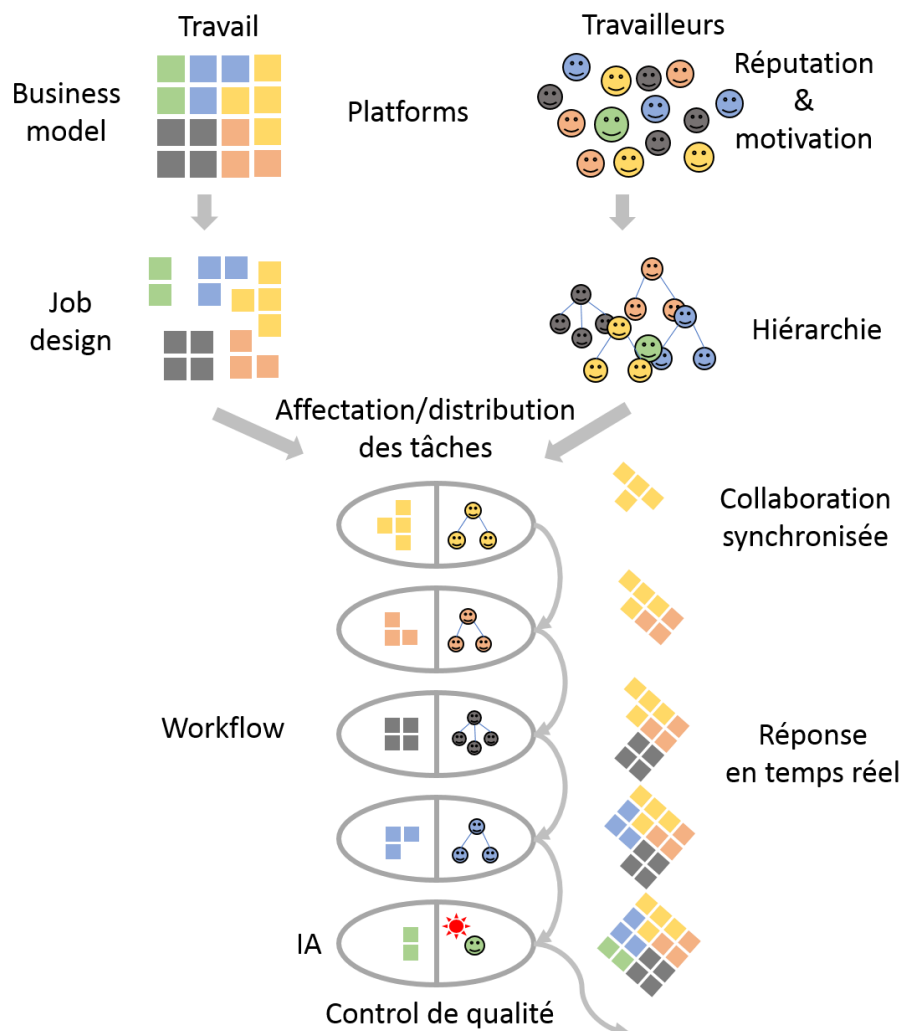 Travail
Travailleurs
Business
model
Platforms
Réputation
&
motivation
Job
design
Hiérarchie
Affectation/distribution
des tâches
Collaboration
synchronisée
Workflow
Réponse
en temps réel
IA
Control de qualité